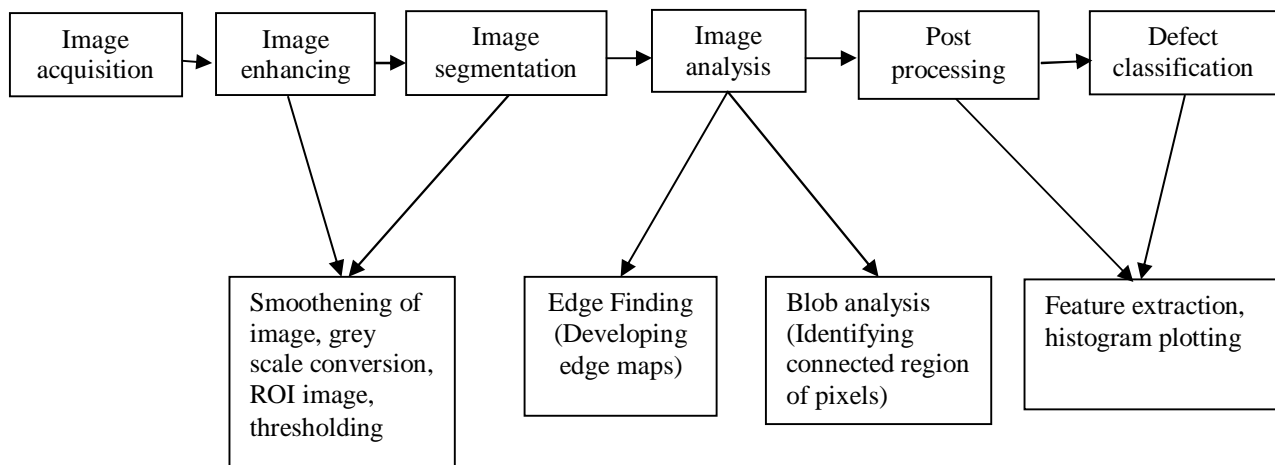 Image
acquisition
Image
enhancing
Image
segmentation
Image
analysis
Post
processing
Defect
classification
Smoothening of
image, grey
scale conversion,
ROI image,
thresholding
Edge Finding
(Developing
edge maps)
Blob analysis
(Identifying
connected region
of pixels)
Feature extraction,
histogram plotting